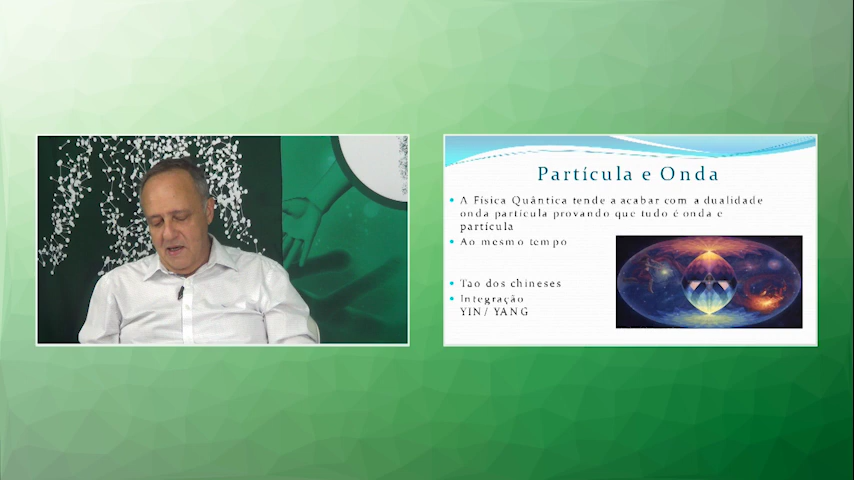 Partícula e Onda
A Física Quântica tende a acabar com a dualidade
onda partícula provando que tudo é onda e
partícula
Ao mesmo tempo
Tao dos chineses
Integração
YIN/ YANG